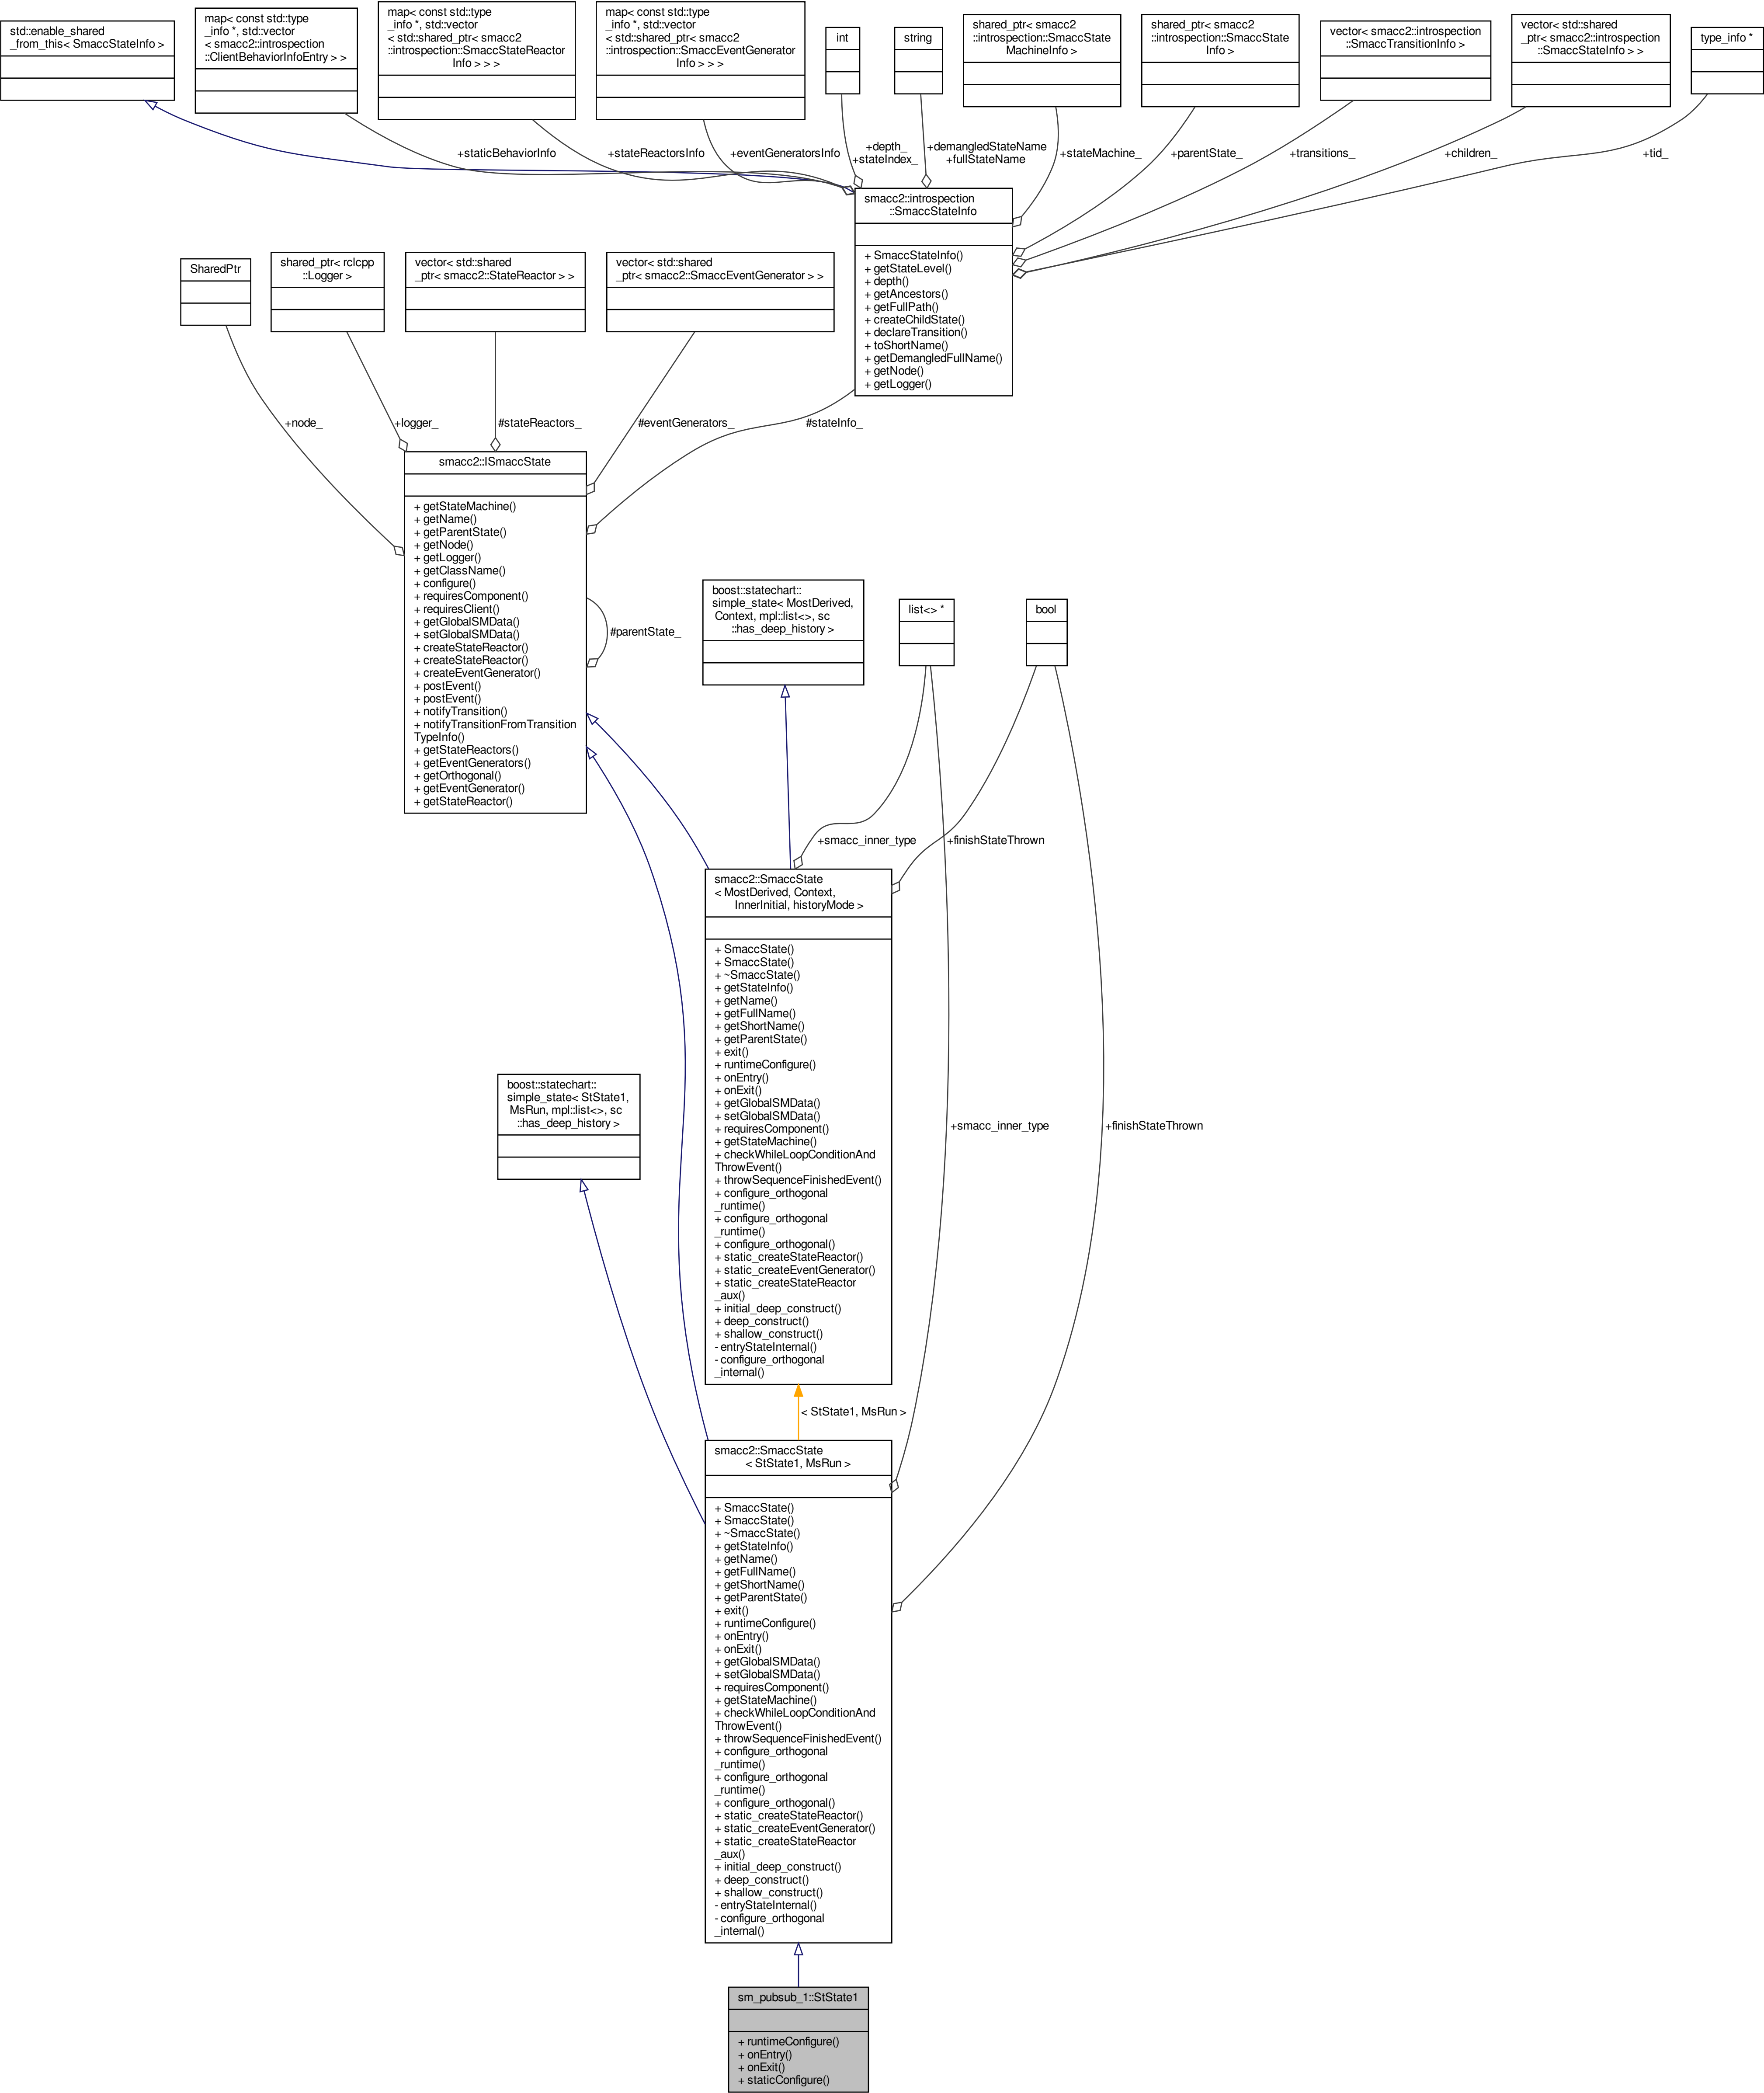 std::enable_shared
_from_this< SmaccStateInfo >
map< const std::type
_info *, std::vector
< smacc2::introspection
::ClientBehaviorInfoEntry > >
map< const std::type
_info *, std::vector
< std::shared_ptr< smacc2
::introspection::SmaccStateReactor
Info > > >
map< const std::type
_info *, std::vector
< std::shared_ptr< smacc2
::introspection::SmaccEventGenerator
Info > > >
int
string
shared_ptr< smacc2
::introspection::SmaccState
MachineInfo >
shared_ptr< smacc2
::introspection::SmaccState
Info >
vector< smacc2::introspection
::SmaccTransitionInfo >
vector< std::shared
_ptr< smacc2::introspection
::SmaccStateInfo > >
type_info *
+staticBehaviorInfo
+stateReactorsInfo
+eventGeneratorsInfo
+depth_
+stateIndex_
+demangledStateName
+fullStateName
+stateMachine_
+parentState_
+transitions_
+children_
+tid_
smacc2::introspection
::SmaccStateInfo
+ SmaccStateInfo()
+ getStateLevel()
+ depth()
+ getAncestors()
+ getFullPath()
+ createChildState()
+ declareTransition()
+ toShortName()
+ getDemangledFullName()
+ getNode()
+ getLogger()
SharedPtr
shared_ptr< rclcpp
::Logger >
vector< std::shared
_ptr< smacc2::StateReactor > >
vector< std::shared
_ptr< smacc2::SmaccEventGenerator > >
+node_
+logger_
#stateReactors_
#eventGenerators_
#stateInfo_
smacc2::ISmaccState
+ getStateMachine()
+ getName()
+ getParentState()
+ getNode()
+ getLogger()
+ getClassName()
+ configure()
+ requiresComponent()
+ requiresClient()
+ getGlobalSMData()
+ setGlobalSMData()
+ createStateReactor()
+ createStateReactor()
+ createEventGenerator()
+ postEvent()
+ postEvent()
+ notifyTransition()
+ notifyTransitionFromTransition
TypeInfo()
+ getStateReactors()
+ getEventGenerators()
+ getOrthogonal()
+ getEventGenerator()
+ getStateReactor()
#parentState_
boost::statechart::
simple_state< MostDerived,
Context, mpl::list<>, sc
::has_deep_history >
list<> *
bool
+smacc_inner_type
+finishStateThrown
smacc2::SmaccState
< MostDerived, Context,
InnerInitial, historyMode >
+ SmaccState()
+ SmaccState()
+ ~SmaccState()
+ getStateInfo()
+ getName()
+ getFullName()
+ getShortName()
+ getParentState()
+ exit()
+ runtimeConfigure()
+ onEntry()
+ onExit()
+ getGlobalSMData()
+ setGlobalSMData()
+ requiresComponent()
+ getStateMachine()
+ checkWhileLoopConditionAnd
ThrowEvent()
+ throwSequenceFinishedEvent()
+ configure_orthogonal
_runtime()
+ configure_orthogonal
_runtime()
+ configure_orthogonal()
+ static_createStateReactor()
+ static_createEventGenerator()
+ static_createStateReactor
_aux()
+ initial_deep_construct()
+ deep_construct()
+ shallow_construct()
- entryStateInternal()
- configure_orthogonal
_internal()
boost::statechart::
simple_state< StState1,
MsRun, mpl::list<>, sc
::has_deep_history >
+smacc_inner_type
+finishStateThrown
< StState1, MsRun >
smacc2::SmaccState
< StState1, MsRun >
+ SmaccState()
+ SmaccState()
+ ~SmaccState()
+ getStateInfo()
+ getName()
+ getFullName()
+ getShortName()
+ getParentState()
+ exit()
+ runtimeConfigure()
+ onEntry()
+ onExit()
+ getGlobalSMData()
+ setGlobalSMData()
+ requiresComponent()
+ getStateMachine()
+ checkWhileLoopConditionAnd
ThrowEvent()
+ throwSequenceFinishedEvent()
+ configure_orthogonal
_runtime()
+ configure_orthogonal
_runtime()
+ configure_orthogonal()
+ static_createStateReactor()
+ static_createEventGenerator()
+ static_createStateReactor
_aux()
+ initial_deep_construct()
+ deep_construct()
+ shallow_construct()
- entryStateInternal()
- configure_orthogonal
_internal()
sm_pubsub_1::StState1
+ runtimeConfigure()
+ onEntry()
+ onExit()
+ staticConfigure()